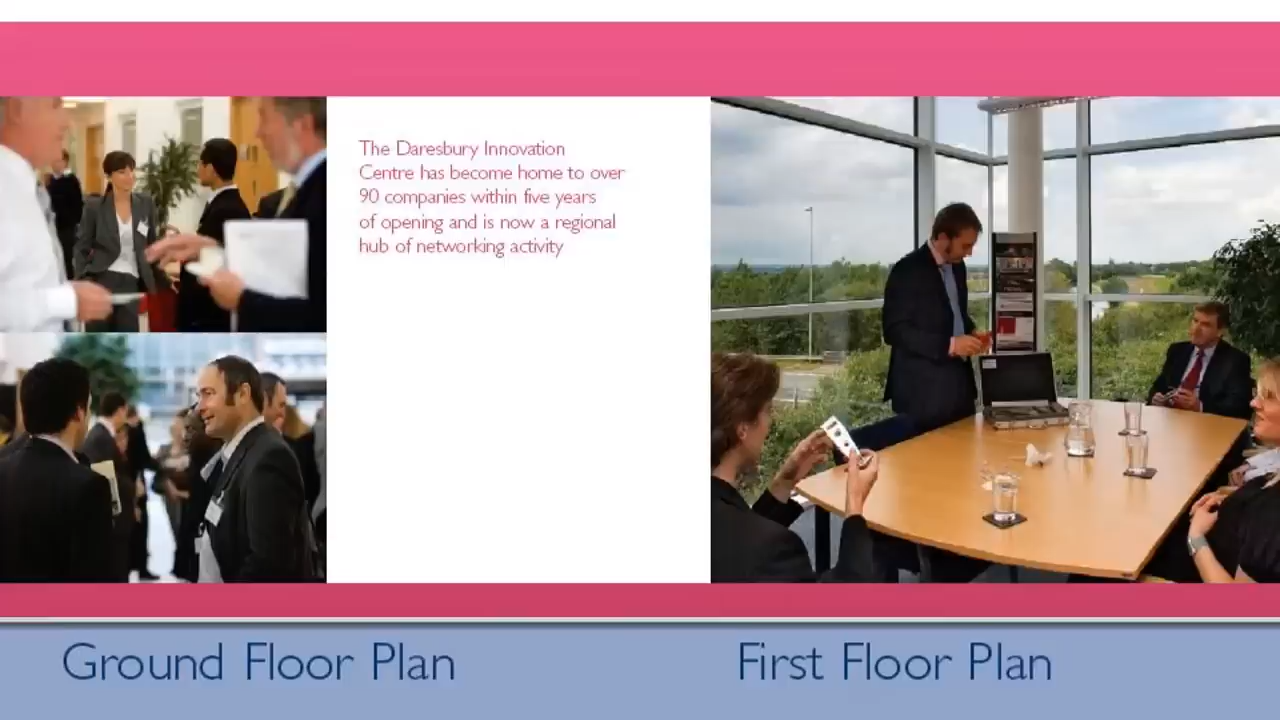 The Daresbury Innovation
Centre has become home to over
90 companies within five years
of opening and is now a regional
hub of networking activity
Ground Floor Plan
First Floor Plan